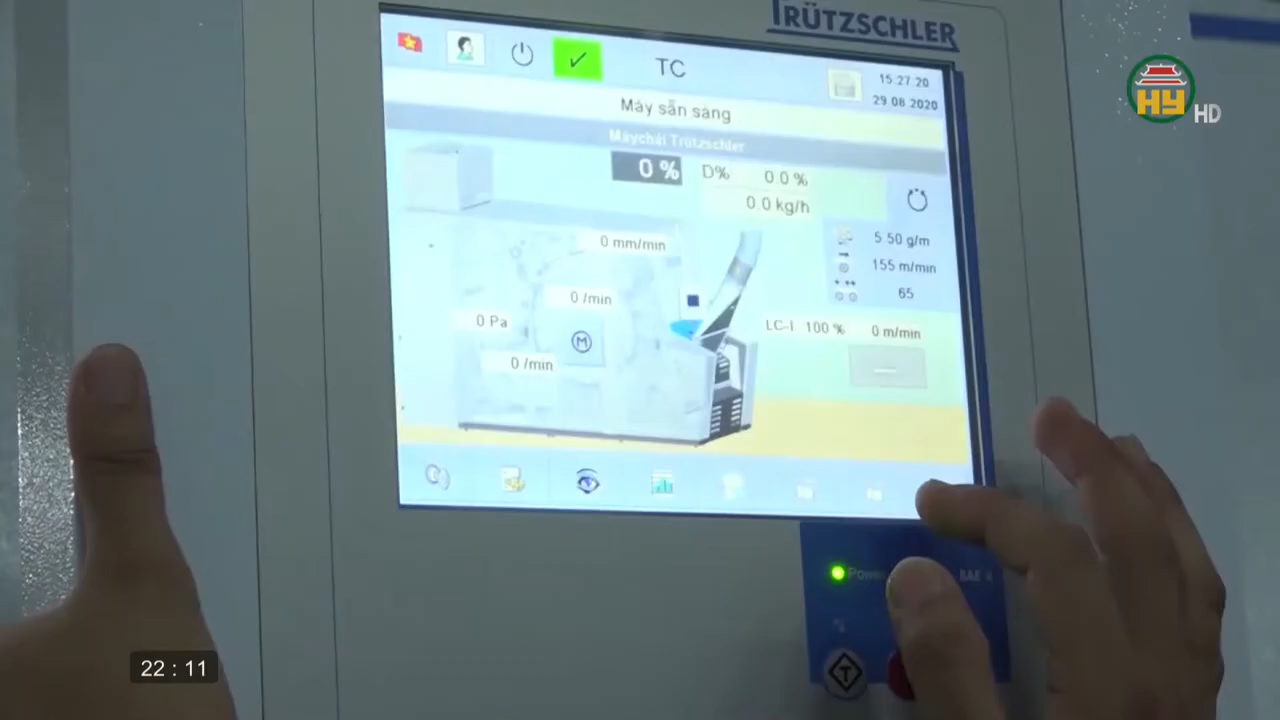 TRÜTZSCHLER
TC
15:27:20
29 08 2020
Máy sẵn sàng
Máychải Trützschler
0 %
D% 0 0 %
0 0 kg/h
0 mm/min
5.50 g/m
155 m/min
65
0 /min
0 Pa
LC-I 100 % 0 m/min
0 /min
M
Power
T
HY HD
22 : 11